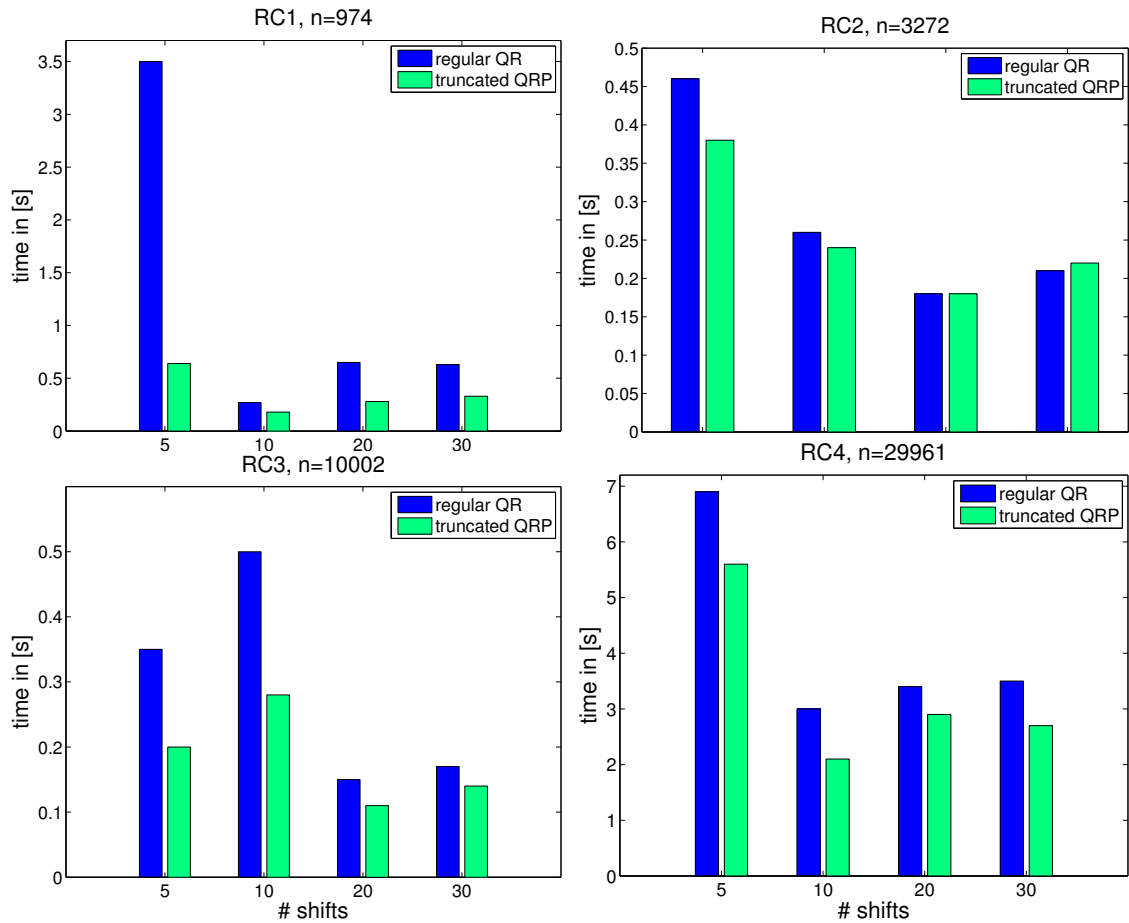 RC1, n=974
regular QR
truncated QRP
time in [s]
3.5
3
2.5
2
1.5
1
0.5
0
5 10 20 30
RC2, n=3272
regular QR
truncated QRP
time in [s]
0.5
0.45
0.4
0.35
0.3
0.25
0.2
0.15
0.1
0.05
0
RC3, n=10002
regular QR
truncated QRP
time in [s]
0.5
0.4
0.3
0.2
0.1
0
5 10 20 30
# shifts
RC4, n=29961
regular QR
truncated QRP
time in [s]
7
6
5
4
3
2
1
0
5 10 20 30
# shifts